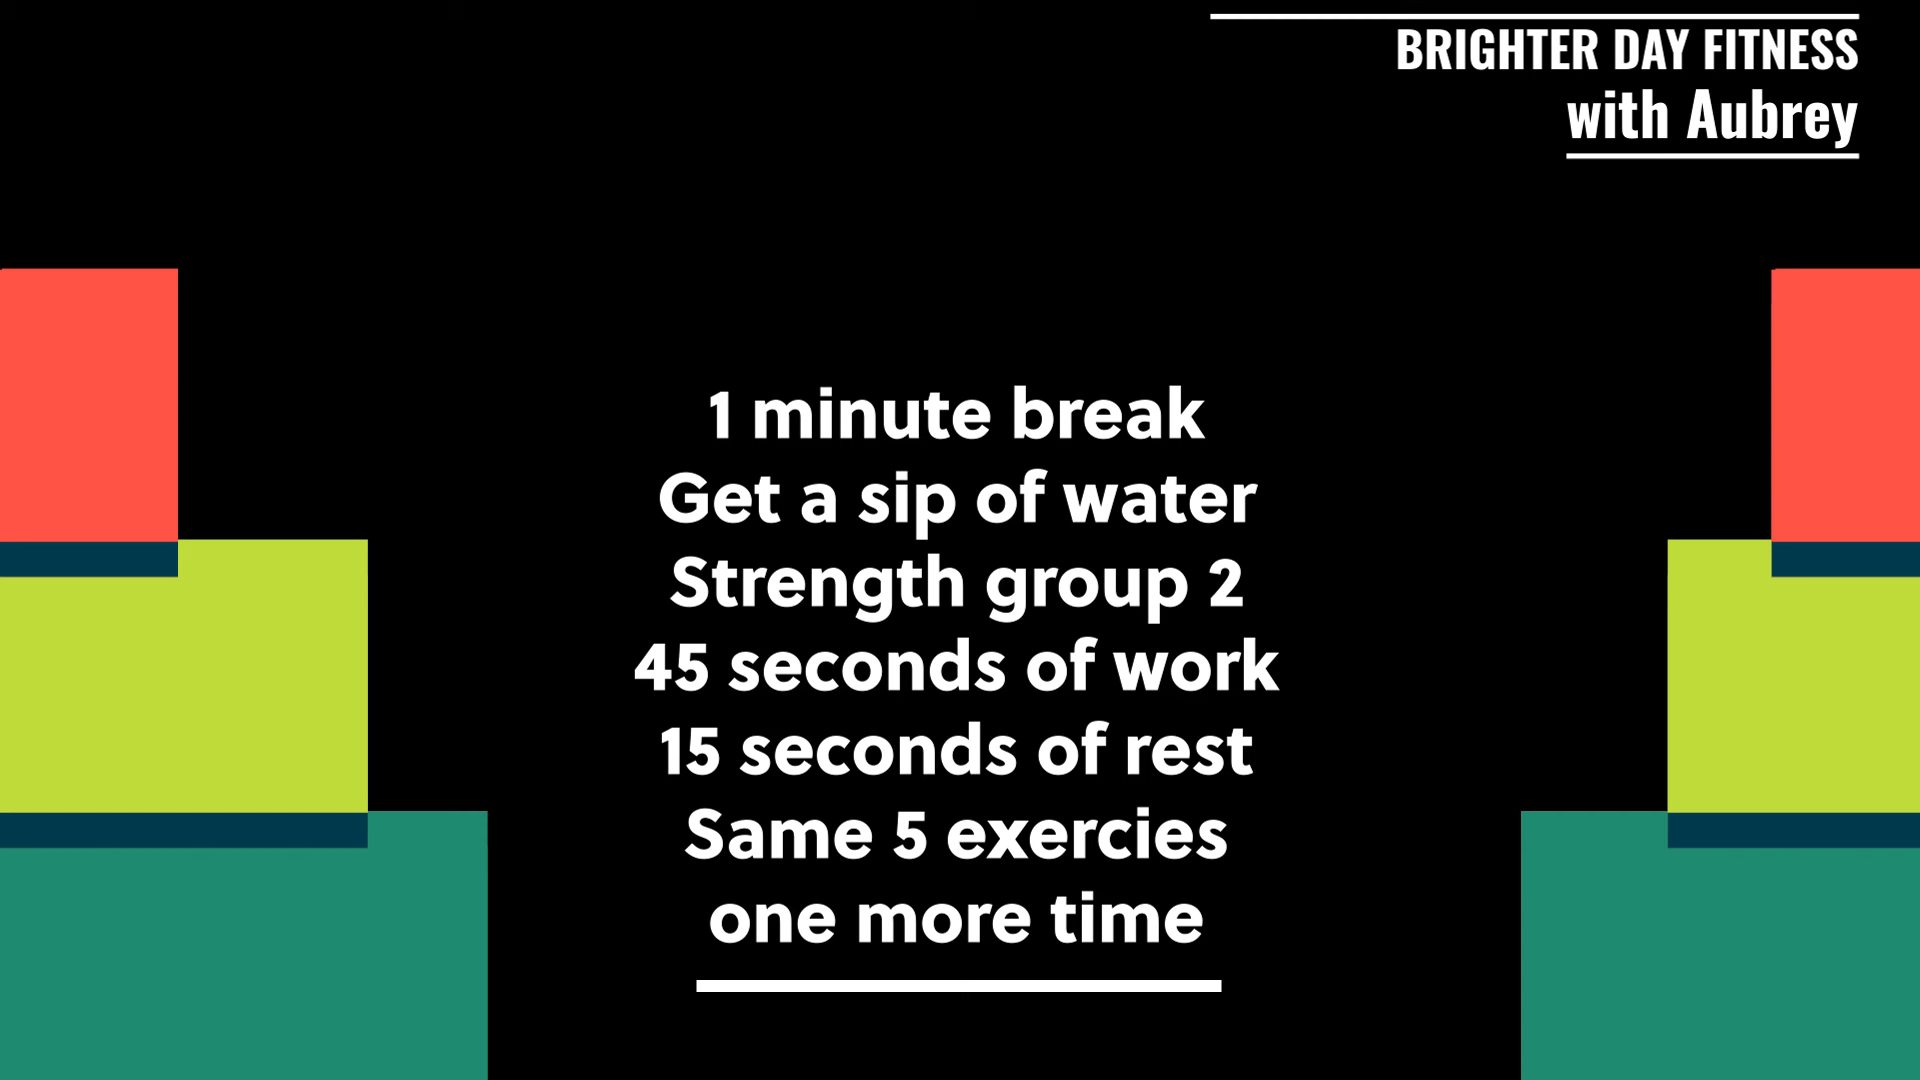 BRIGHTER DAY FITNESS
with Aubrey
1 minute break
Get a sip of water
Strength group 2
45 seconds of work
15 seconds of rest
Same 5 exercies
one more time